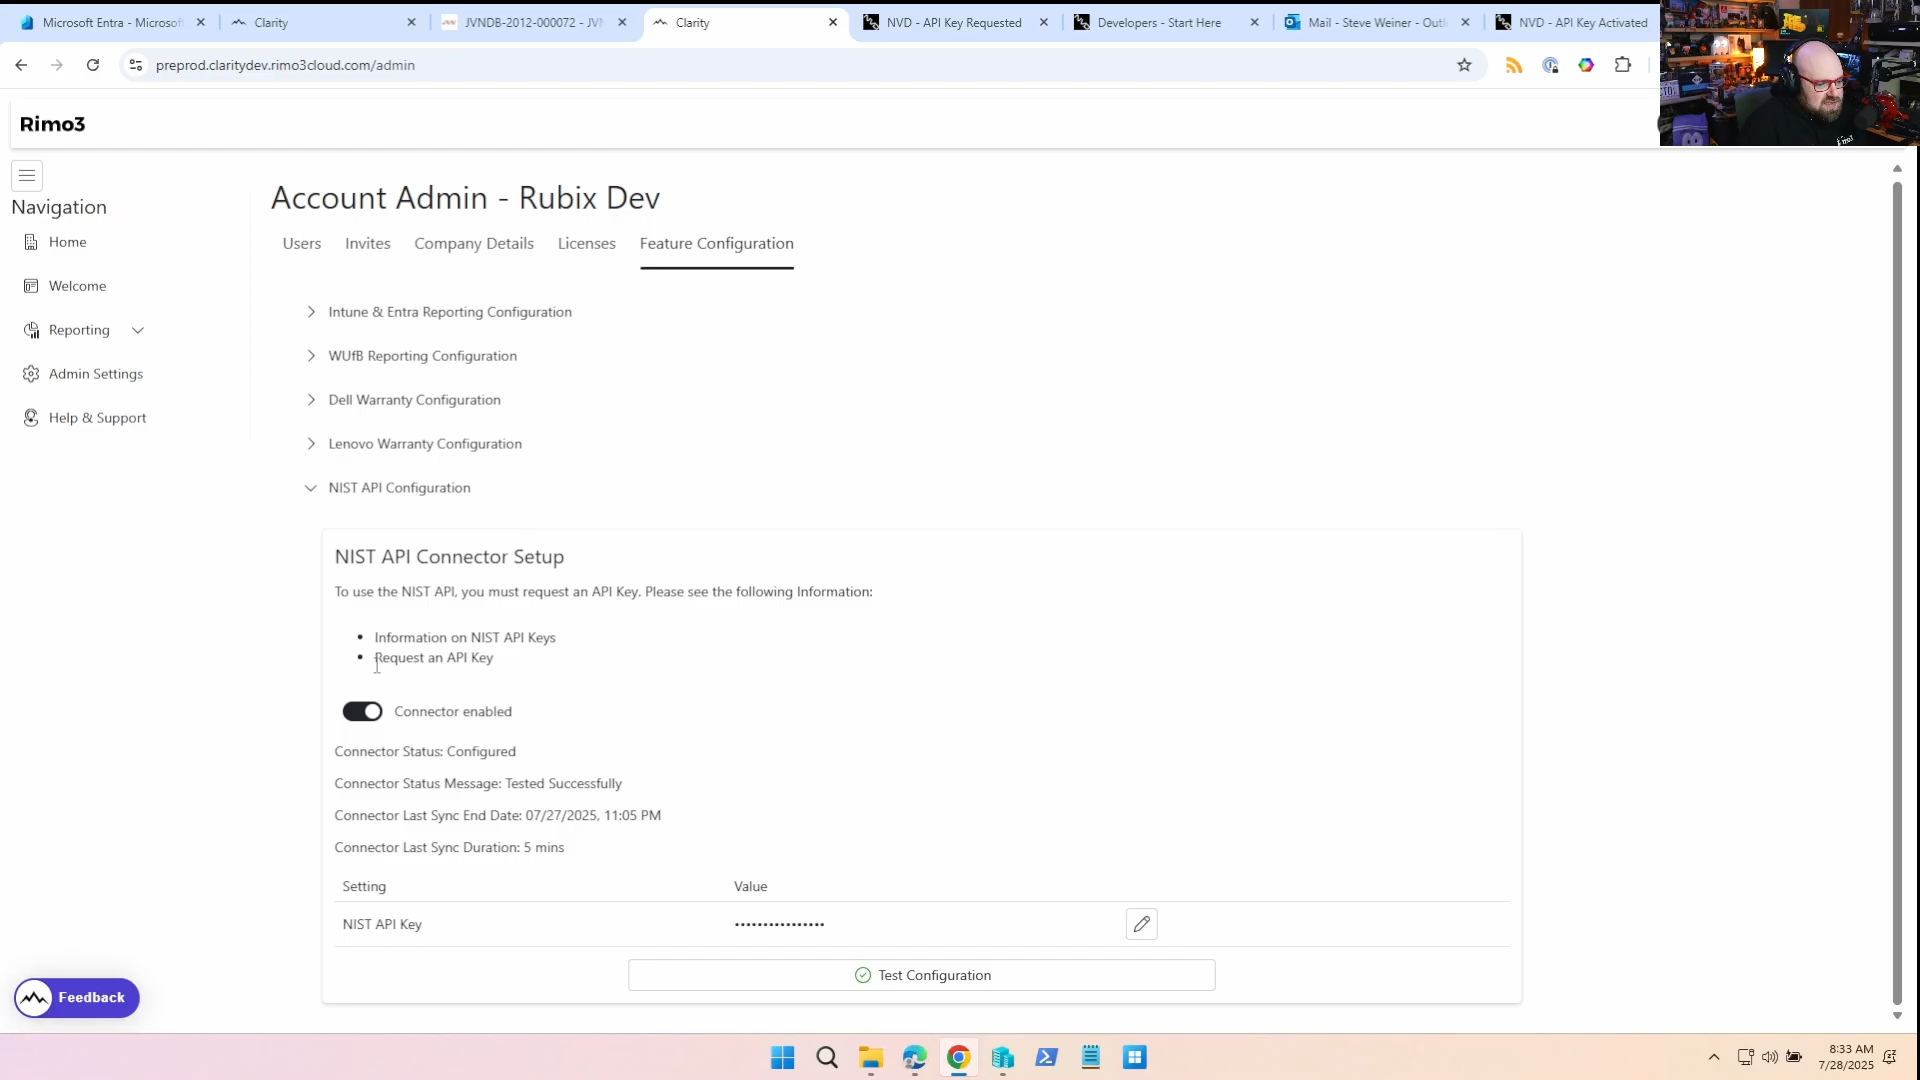 Microsoft Entra - Microsof
Clarity
JVNDB-2012-000072 - JVN
Clarity
NVD - API Key Requested
Developers - Start Here
Mail - Steve Weiner - Outl
NVD - API Key Activated
preprod.claritydev.rimo3cloud.com/admin
Rimo3
Navigation
Home
Welcome
Reporting
Admin Settings
Help & Support
Account Admin - Rubix Dev
Users
Invites
Company Details
Licenses
Feature Configuration
Intune & Entra Reporting Configuration
WUfB Reporting Configuration
Dell Warranty Configuration
Lenovo Warranty Configuration
NIST API Configuration
NIST API Connector Setup
To use the NIST API, you must request an API Key. Please see the following Information:
• Information on NIST API Keys
• Request an API Key
Connector enabled
Connector Status: Configured
Connector Status Message: Tested Successfully
Connector Last Sync End Date: 07/27/2025, 11:05 PM
Connector Last Sync Duration: 5 mins
Setting Value
NIST API Key ••••••••••••••••
Test Configuration
Feedback
8:33 AM
7/28/2025